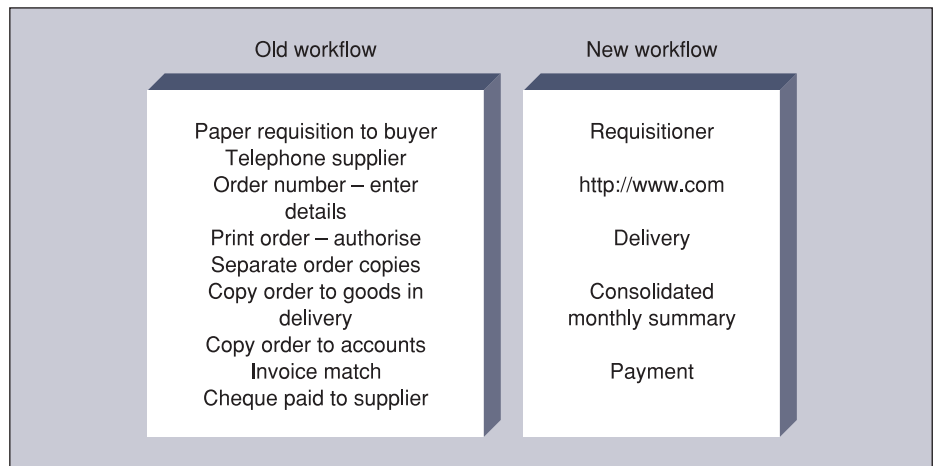 Old workflow
Paper requisition to buyer
Telephone supplier
Order number – enter
details
Print order – authorise
Separate order copies
Copy order to goods in
delivery
Copy order to accounts
Invoice match
Cheque paid to supplier
New workflow
Requisitioner
http://www.com
Delivery
Consolidated
monthly summary
Payment